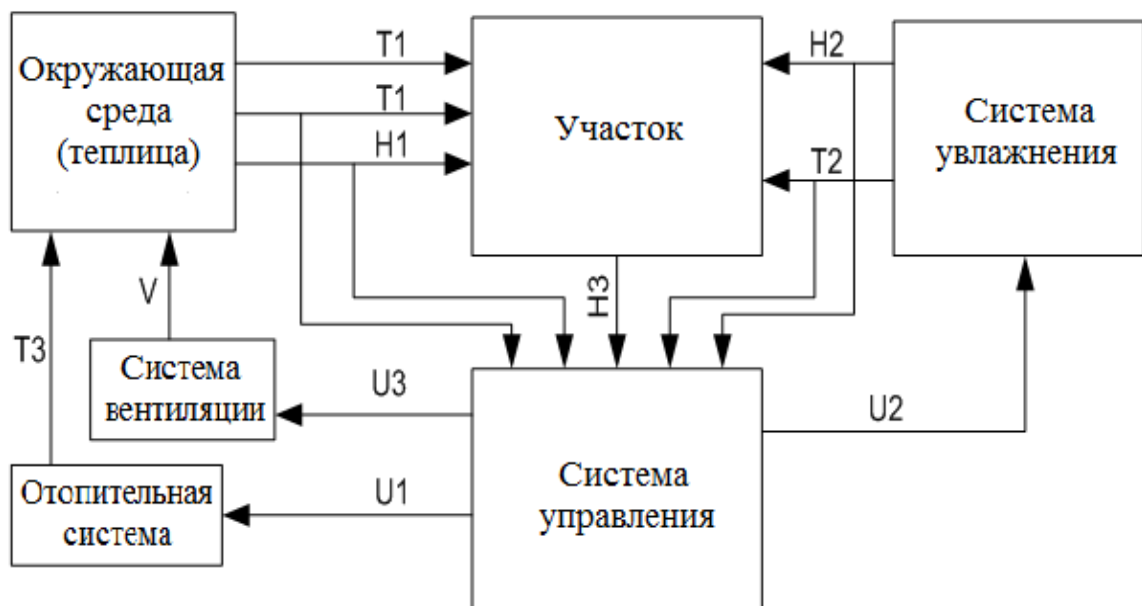 Окружающая
среда
(теплица)
T1
T1
H1
Участок
H2
T2
Система
увлажнения
H3
V
T3
Система
вентиляции
U3
U2
Отопительная
система
U1
Система
управления